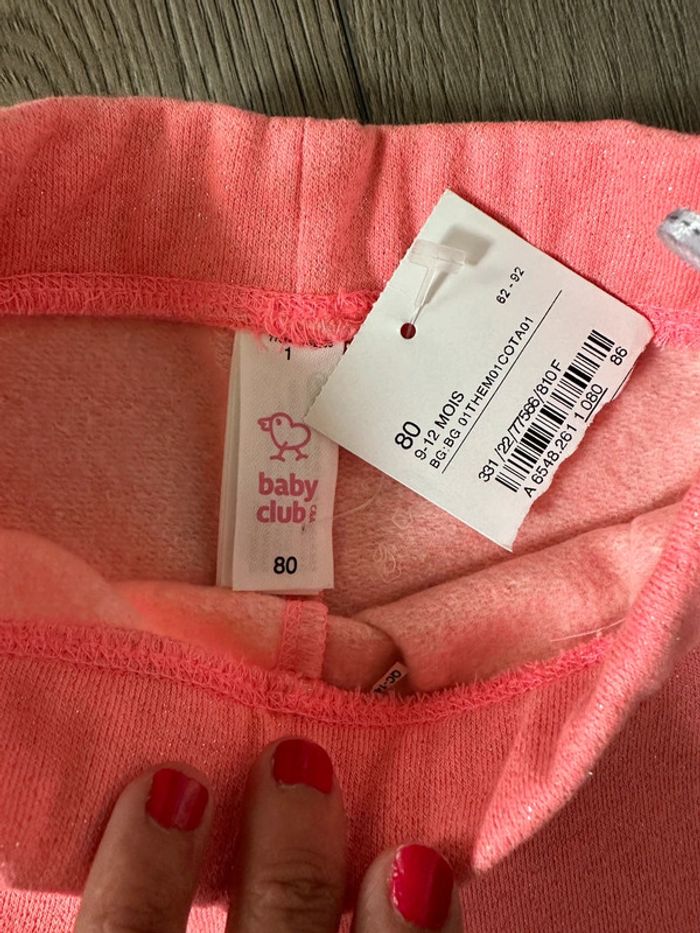 1
baby
club
C&A
80
62 - 92
80
9-12 MOIS
BG:BG 01THEM01COTA01
331/22/77566/810 F
A 6548.261 1.080
86